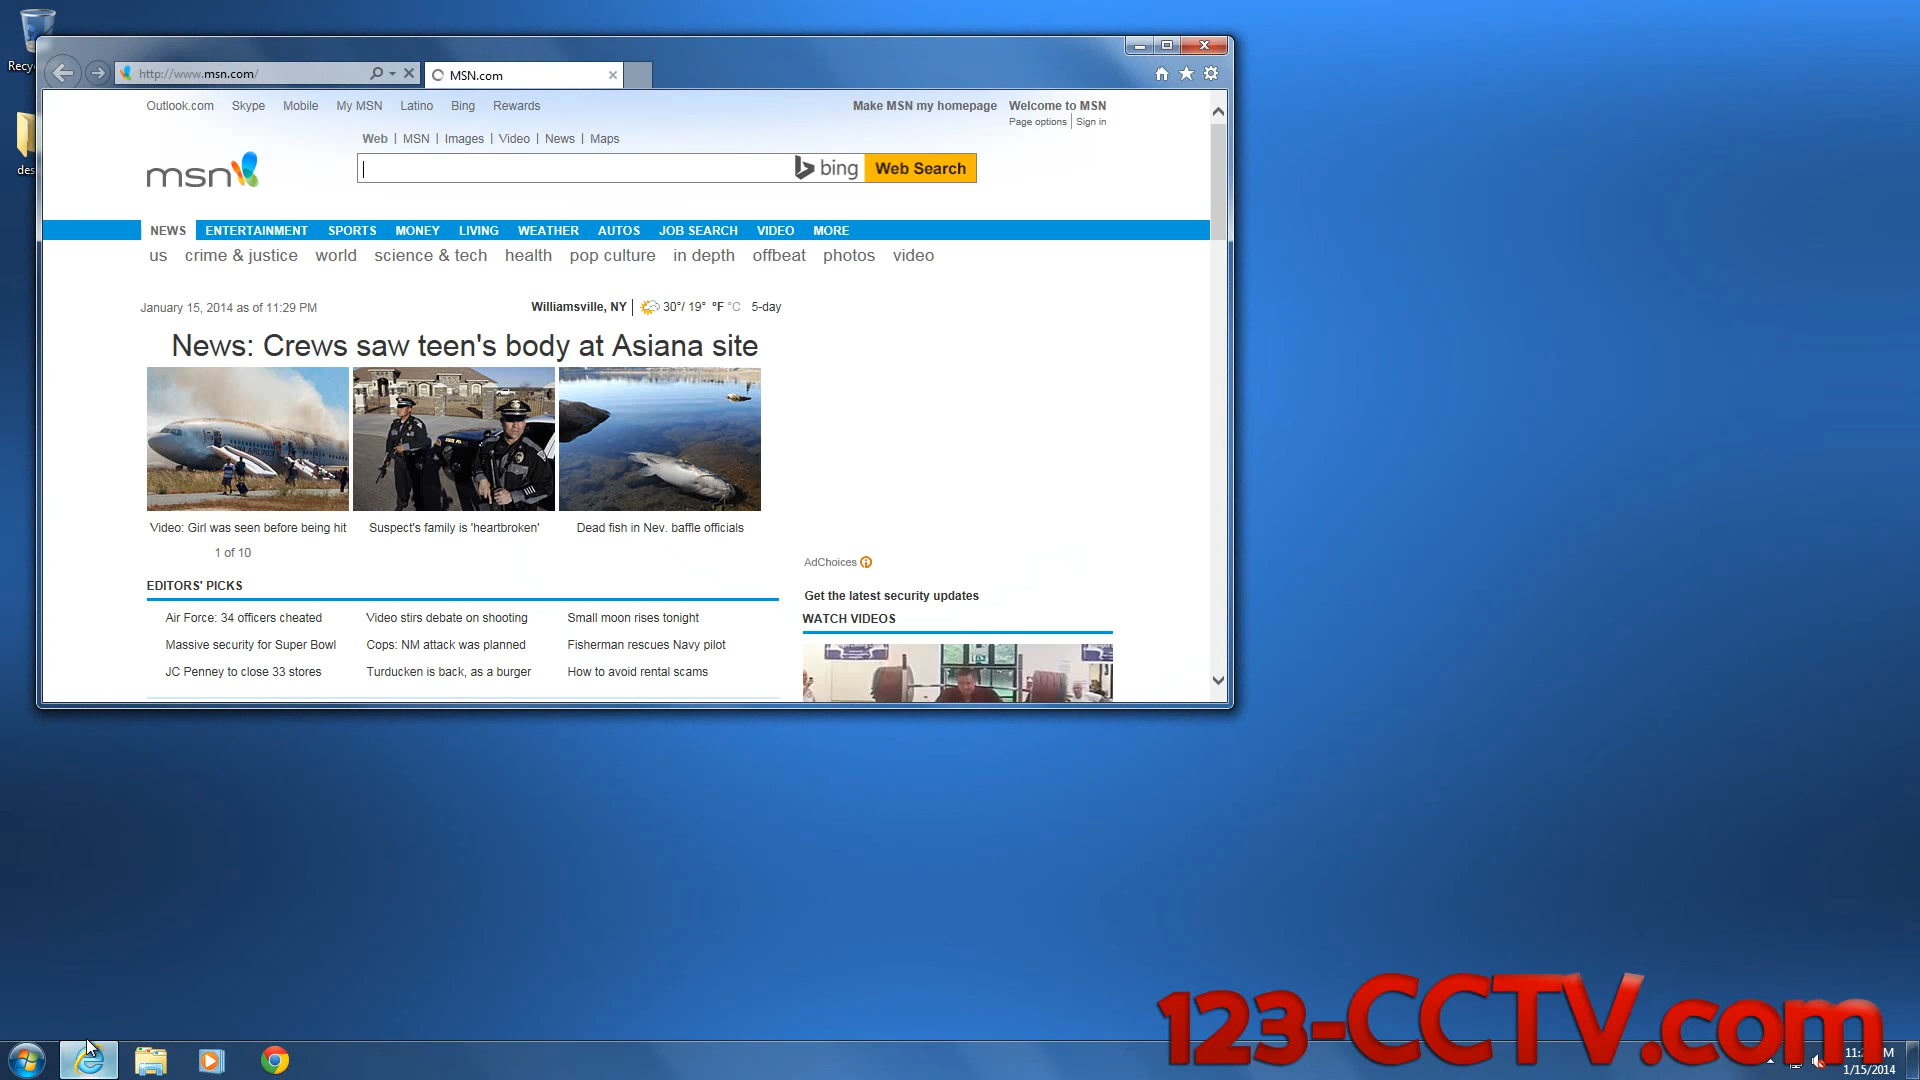 http://www.msn.com/
MSN.com
Outlook.com Skype Mobile My MSN Latino Bing Rewards
Make MSN my homepage Welcome to MSN
Page options | Sign in
Web | MSN | Images | Video | News | Maps
msn
bing Web Search
NEWS ENTERTAINMENT SPORTS MONEY LIVING WEATHER AUTOS JOB SEARCH VIDEO MORE
us crime & justice world science & tech health pop culture in depth offbeat photos video
January 15, 2014 as of 11:29 PM
Williamsville, NY | 30°/ 19° °F °C 5-day
News: Crews saw teen's body at Asiana site
Video: Girl was seen before being hit
Suspect's family is 'heartbroken'
Dead fish in Nev. baffle officials
1 of 10
AdChoices
EDITORS' PICKS
Air Force: 34 officers cheated
Video stirs debate on shooting
Small moon rises tonight
Massive security for Super Bowl
Cops: NM attack was planned
Fisherman rescues Navy pilot
JC Penney to close 33 stores
Turducken is back, as a burger
How to avoid rental scams
Get the latest security updates
WATCH VIDEOS
123-CCTV.com
1/15/2014